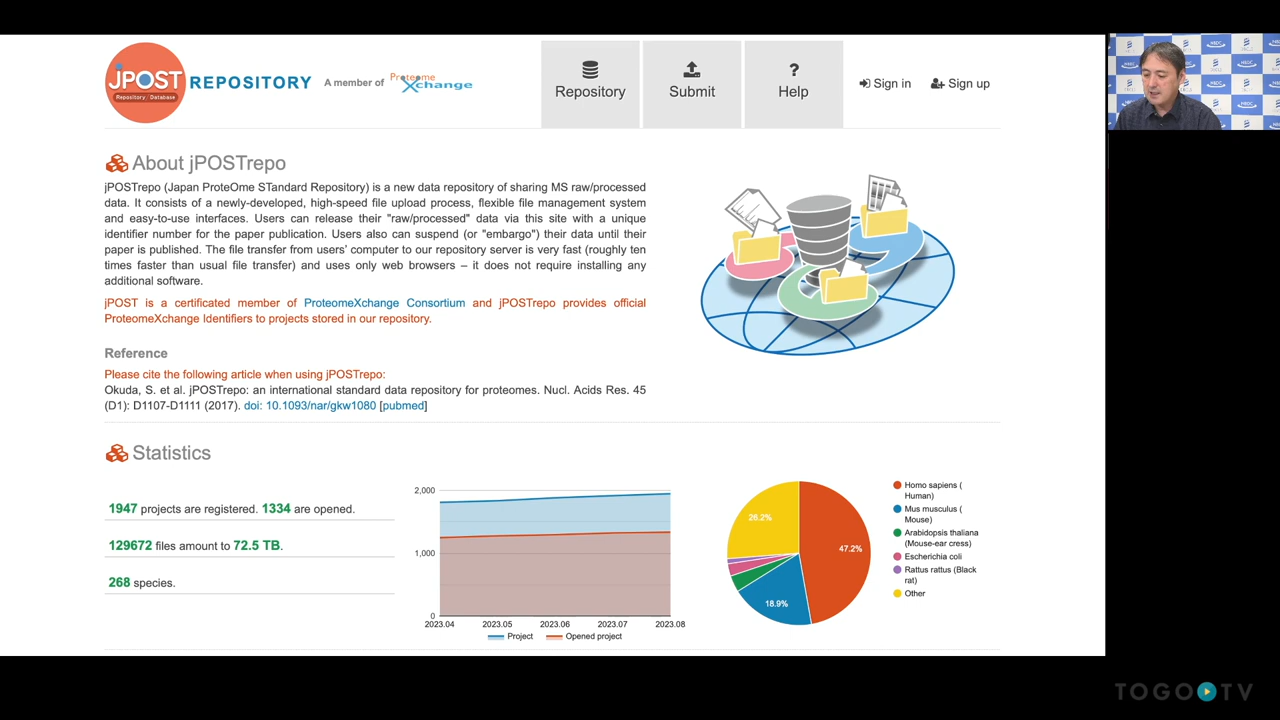 jPOST
Repository Database
REPOSITORY
A member of
Proteome
Xchange
Repository
Submit
?
Help
Sign in
Sign up
About jPOSTrepo
jPOSTrepo (Japan ProteOme STandard Repository) is a new data repository of sharing MS raw/processed
data. It consists of a newly-developed, high-speed file upload process, flexible file management system
and easy-to-use interfaces. Users can release their "raw/processed" data via this site with a unique
identifier number for the paper publication. Users also can suspend (or "embargo") their data until their
paper is published. The file transfer from users' computer to our repository server is very fast (roughly ten
times faster than usual file transfer) and uses only web browsers – it does not require installing any
additional software.
jPOST is a certificated member of ProteomeXchange Consortium and jPOSTrepo provides official
ProteomeXchange Identifiers to projects stored in our repository.
Reference
Please cite the following article when using jPOSTrepo:
Okuda, S. et al. jPOSTrepo: an international standard data repository for proteomes. Nucl. Acids Res. 45
(D1): D1107-D1111 (2017). doi: 10.1093/nar/gkw1080 [pubmed]
Statistics
1947 projects are registered. 1334 are opened.
129672 files amount to 72.5 TB.
268 species.
2,000
1,000
0
2023.04 2023.05 2023.06 2023.07 2023.08
Project Opened project
26.2%
47.2%
18.9%
Homo sapiens (
Human)
Mus musculus (
Mouse)
Arabidopsis thaliana
(Mouse-ear cress)
Escherichia coli
Rattus rattus (Black
rat)
Other
TOGO TV